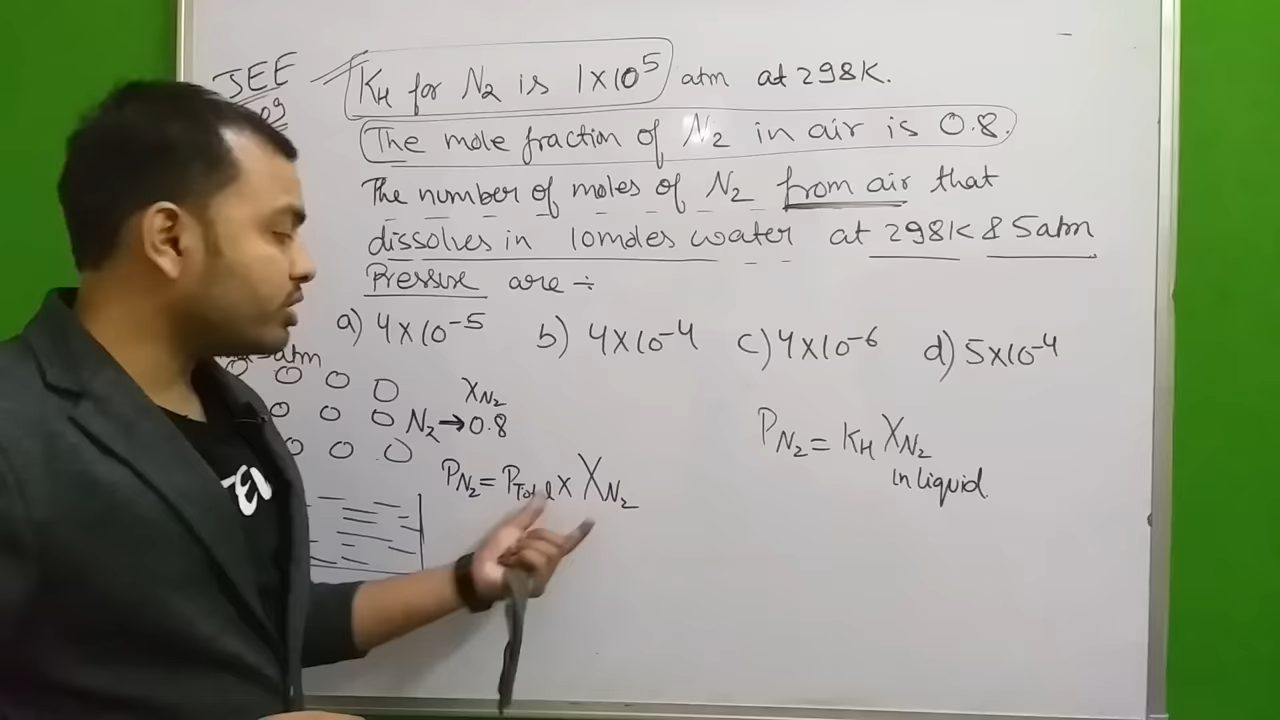 JEE
09
KH for N2 is 1×10^5 atm at 298K.
The mole fraction of N2 in air is 0.8.
The number of moles of N2 from air that
dissolves in 10moles water at 298K & 5atm
Pressure are ÷
a) 4×10^-5 b) 4×10^-4 c) 4×10^-6 d) 5×10^-4
atm
XN2
N2→0.8
PN2 = PTotal × XN2
PN2 = KH XN2
in liquid